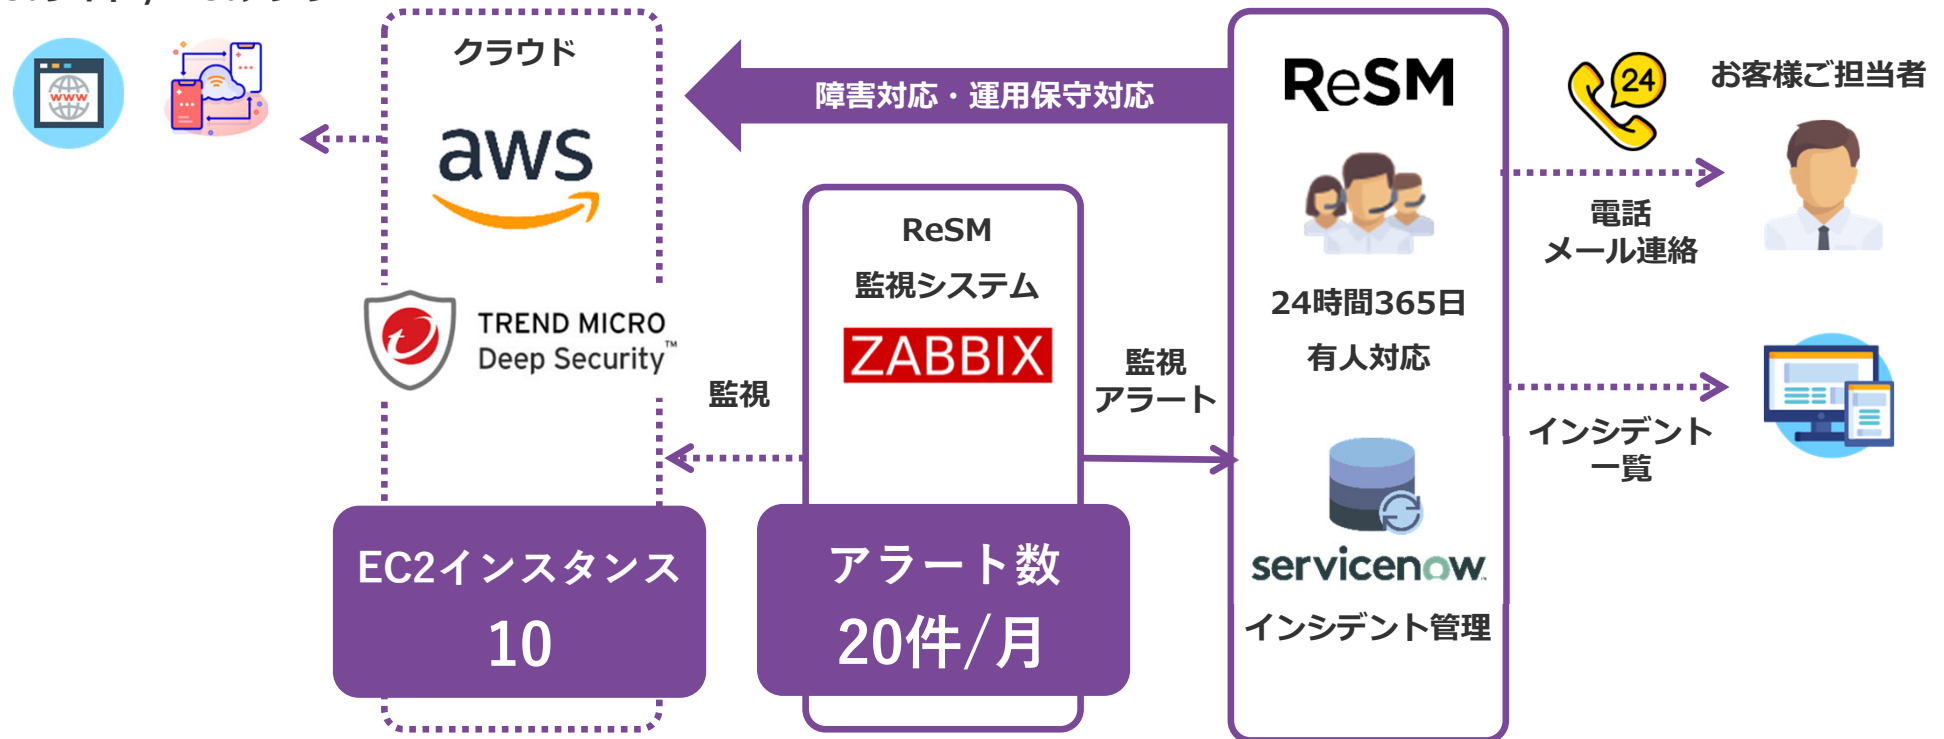 www
クラウド
aws
TREND MICRO
Deep Security™
EC2インスタンス
10
障害対応・運用保守対応
監視
ReSM
監視システム
ZABBIX
アラート数
20件/月
監視
アラート
ReSM
24時間365日
有人対応
servicenow
インシデント管理
24
お客様ご担当者
電話
メール連絡
インシデント
一覧